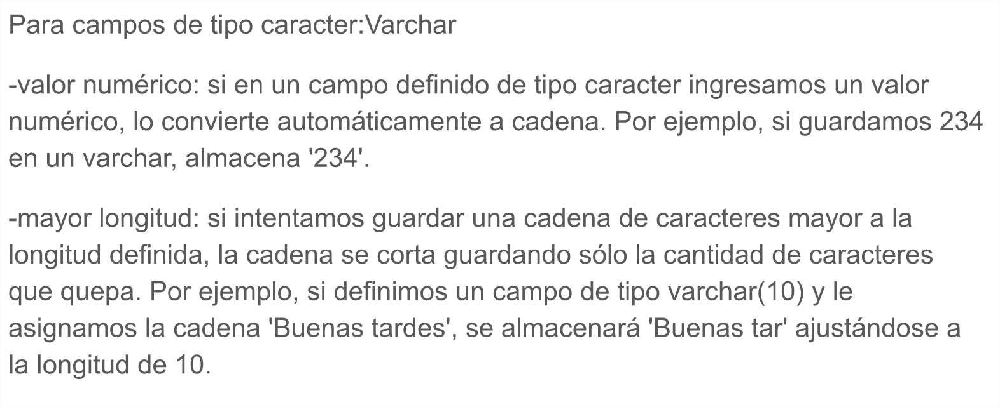 Para campos de tipo caracter:Varchar
-valor numérico: si en un campo definido de tipo caracter ingresamos un valor
numérico, lo convierte automáticamente a cadena. Por ejemplo, si guardamos 234
en un varchar, almacena '234'.
-mayor longitud: si intentamos guardar una cadena de caracteres mayor a la
longitud definida, la cadena se corta guardando sólo la cantidad de caracteres
que quepa. Por ejemplo, si definimos un campo de tipo varchar(10) y le
asignamos la cadena 'Buenas tardes', se almacenará 'Buenas tar' ajustándose a
la longitud de 10.